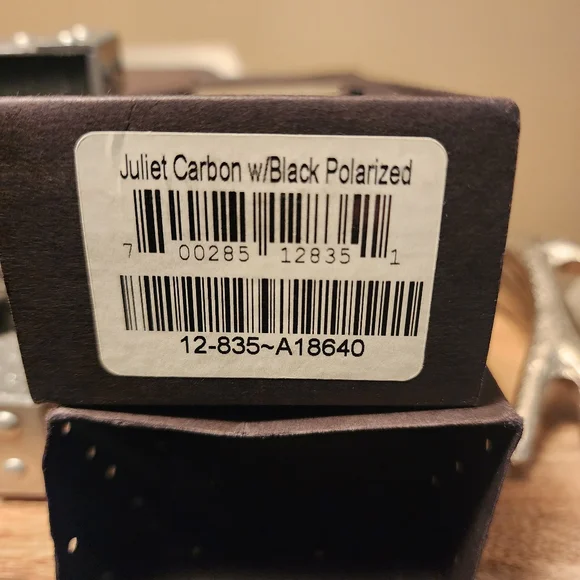 Juliet Carbon w/Black Polarized
7 00285 12835 1
12-835~A18640